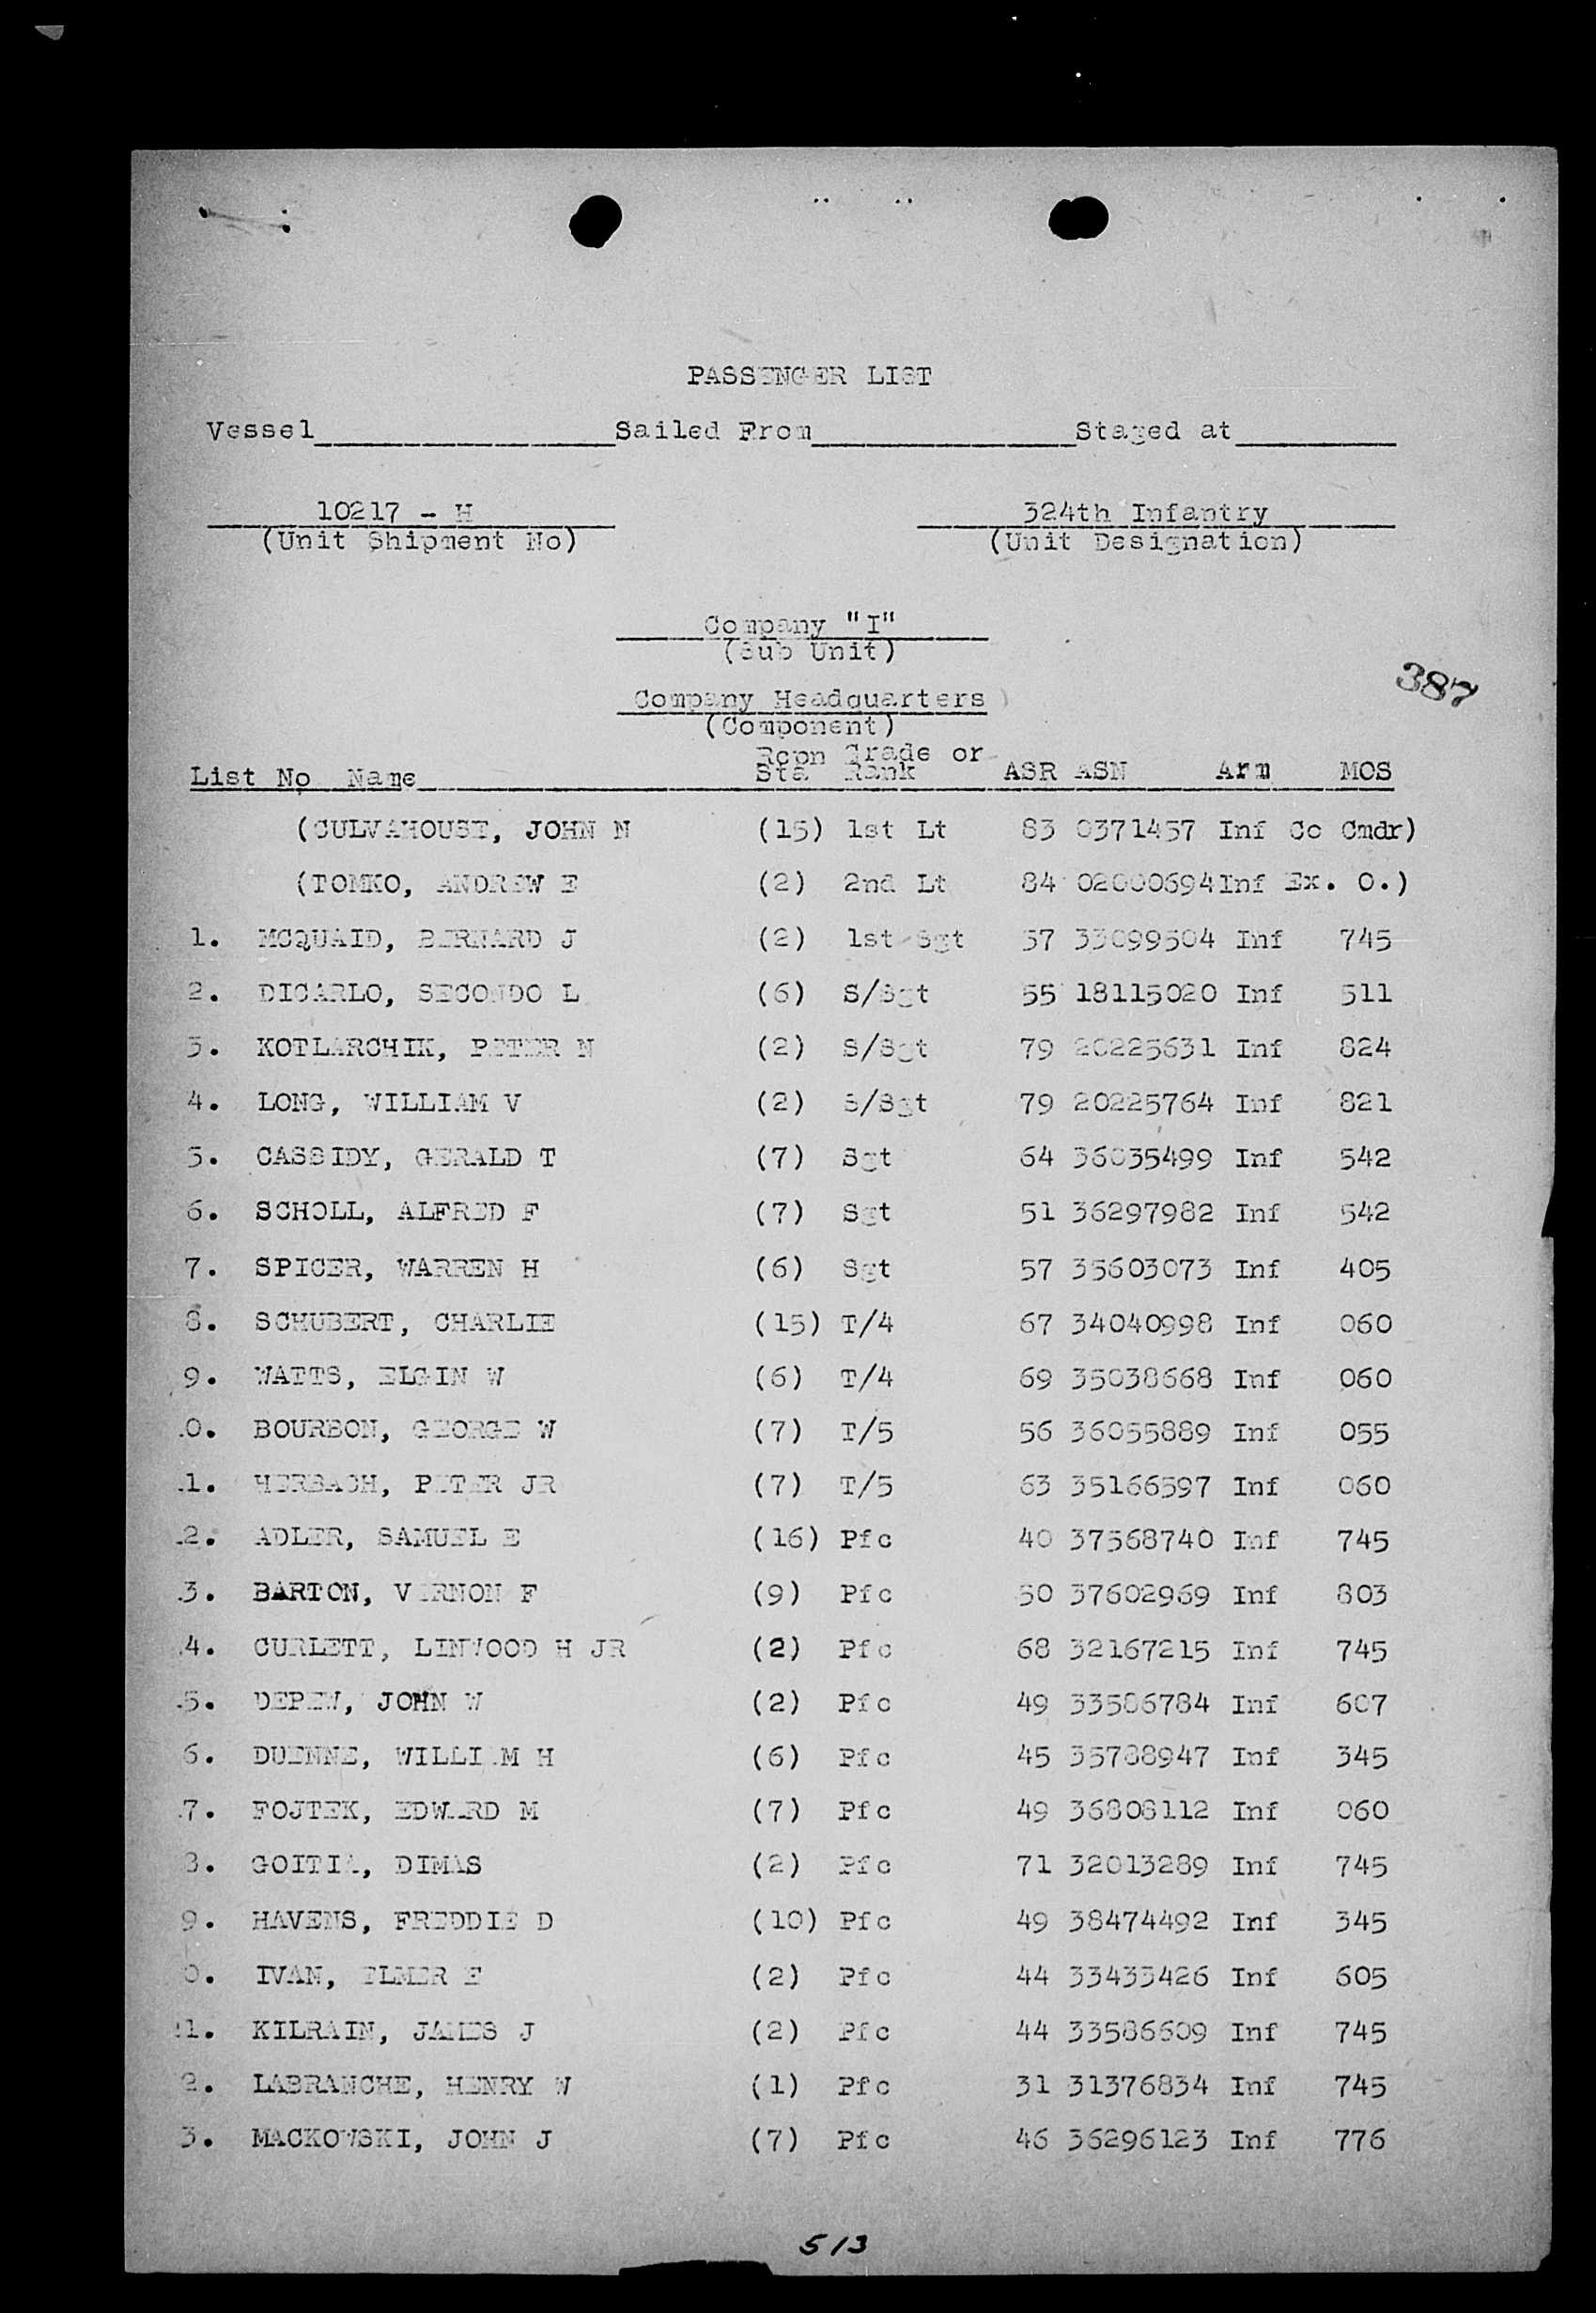 PASSENGER LIST
Vessel Sailed From Staged at
10217 - H 324th Infantry
(Unit Shipment No) (Unit Designation)
Company "I"
(Sub Unit)
387
Company Headquarters
(Component)
Rcpn Grade or
List No Name Sta Rank ASR ASN Arm MOS
(CULVAHOUSE, JOHN N (15) 1st Lt 83 0371457 Inf Co Cmdr)
(TOMKO, ANDREW E (2) 2nd Lt 84 02000694 Inf Ex. O.)
1. MCQUAID, BERNARD J (2) 1st Sgt 57 33099504 Inf 745
2. DICARLO, SECONDO L (6) S/Sgt 55 18115020 Inf 511
3. KOTLARCHIK, PETER N (2) S/Sgt 79 20225631 Inf 824
4. LONG, WILLIAM V (2) S/Sgt 79 20225764 Inf 821
5. CASSIDY, GERALD T (7) Sgt 64 36035499 Inf 542
6. SCHOLL, ALFRED F (7) Sgt 51 36297982 Inf 542
7. SPICER, WARREN H (6) Sgt 57 35603073 Inf 405
8. SCHUBERT, CHARLIE (15) T/4 67 34040998 Inf 060
9. WATTS, ELGIN W (6) T/4 69 35038668 Inf 060
0. BOURBON, GEORGE W (7) T/5 56 36055889 Inf 055
1. HERBACH, PETER JR (7) T/5 63 35166597 Inf 060
2. ADLER, SAMUEL E (16) Pfc 40 37568740 Inf 745
3. BARTON, VERNON F (9) Pfc 50 37602969 Inf 803
4. CURLETT, LINWOOD H JR (2) Pfc 68 32167215 Inf 745
5. DEPEW, JOHN W (2) Pfc 49 33586784 Inf 607
6. DUENNE, WILLIAM H (6) Pfc 45 35788947 Inf 345
7. FOJTEK, EDWARD M (7) Pfc 49 36808112 Inf 060
8. GOITIA, DIMAS (2) Pfc 71 32013289 Inf 745
9. HAVENS, FREDDIE D (10) Pfc 49 38474492 Inf 345
0. IVAN, ELMER F (2) Pfc 44 33433426 Inf 605
1. KILRAIN, JAMES J (2) Pfc 44 33586609 Inf 745
2. LABRANCHE, HENRY W (1) Pfc 31 31376834 Inf 745
3. MACKOWSKI, JOHN J (7) Pfc 46 36296123 Inf 776
513